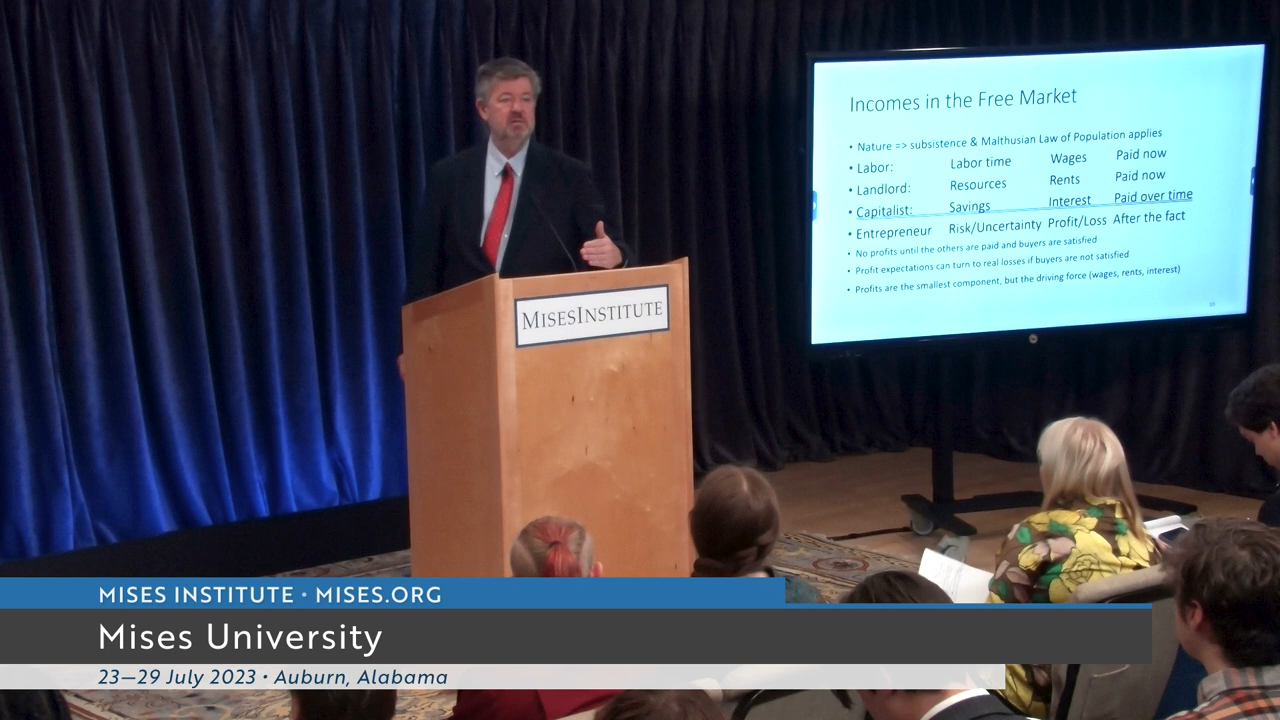 Incomes in the Free Market
• Nature => subsistence & Malthusian Law of Population applies
• Labor: Labor time Wages Paid now
• Landlord: Resources Rents Paid now
• Capitalist: Savings Interest Paid over time
• Entrepreneur Risk/Uncertainty Profit/Loss After the fact
• No profits until the others are paid and buyers are satisfied
• Profit expectations can turn to real losses if buyers are not satisfied
• Profits are the smallest component, but the driving force (wages, rents, interest)
MISESINSTITUTE
MISES INSTITUTE • MISES.ORG
Mises University
23–29 July 2023 • Auburn, Alabama